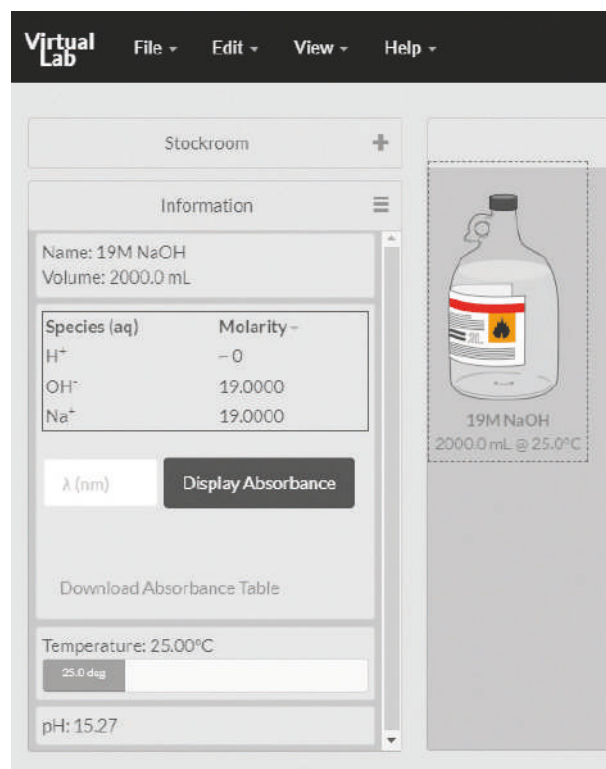 Virtual Lab
File
Edit
View
Help
Stockroom
Information
Name: 19M NaOH
Volume: 2000.0 mL
Species (aq) Molarity –
H⁺ ~ 0
OH⁻ 19.0000
Na⁺ 19.0000
λ (nm) Display Absorbance
Download Absorbance Table
Temperature: 25.00°C
25.0 deg
pH: 15.27
2L
19M NaOH
2000.0 mL @ 25.0°C